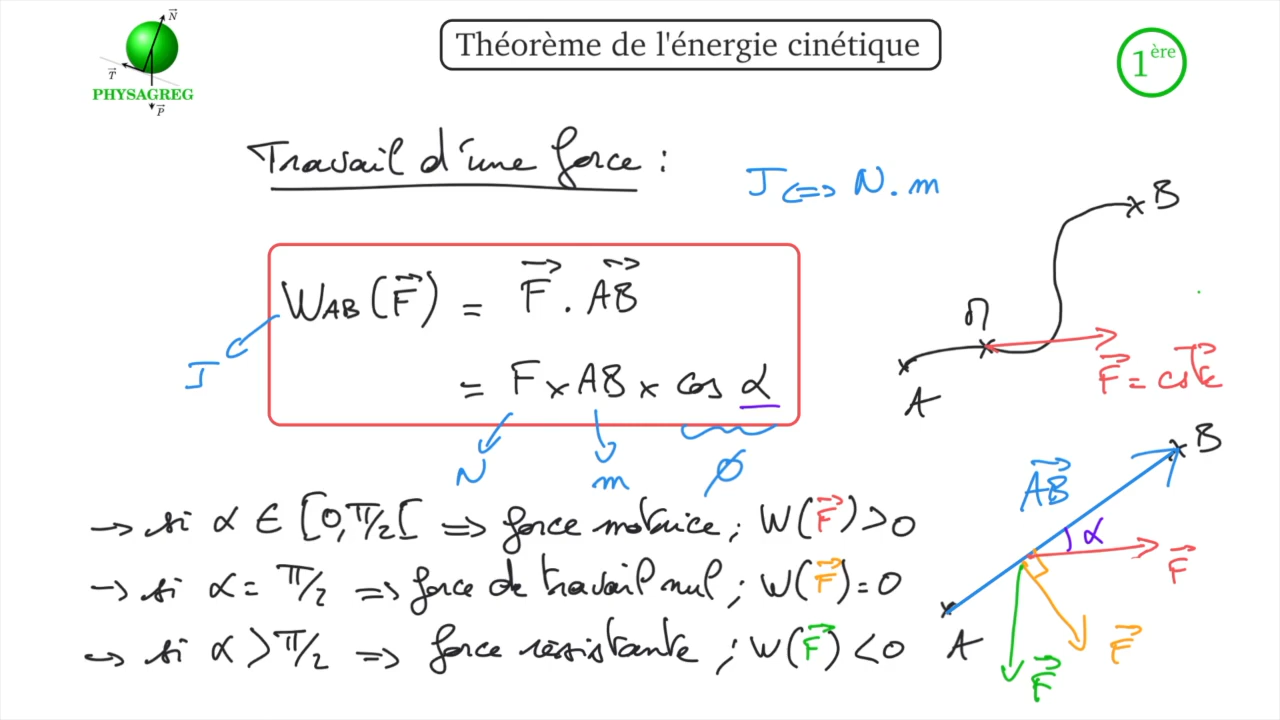 N⃗
T⃗
PHYSAGREG
P⃗
Théorème de l'énergie cinétique
1ère
Travail d'une force :
J <=> N.m
W_AB(F⃗) = F⃗ . AB⃗
J
= F x AB x cos α
N
m
∅
B
M
A
F⃗ = cste⃗
B
AB⃗
α
F⃗
A
F⃗
F⃗
→ si α ∈ [0, π/2[ => force motrice ; W(F⃗) > 0
→ si α = π/2 => force de travail nul ; W(F⃗) = 0
→ si α > π/2 => force résistante ; W(F⃗) < 0